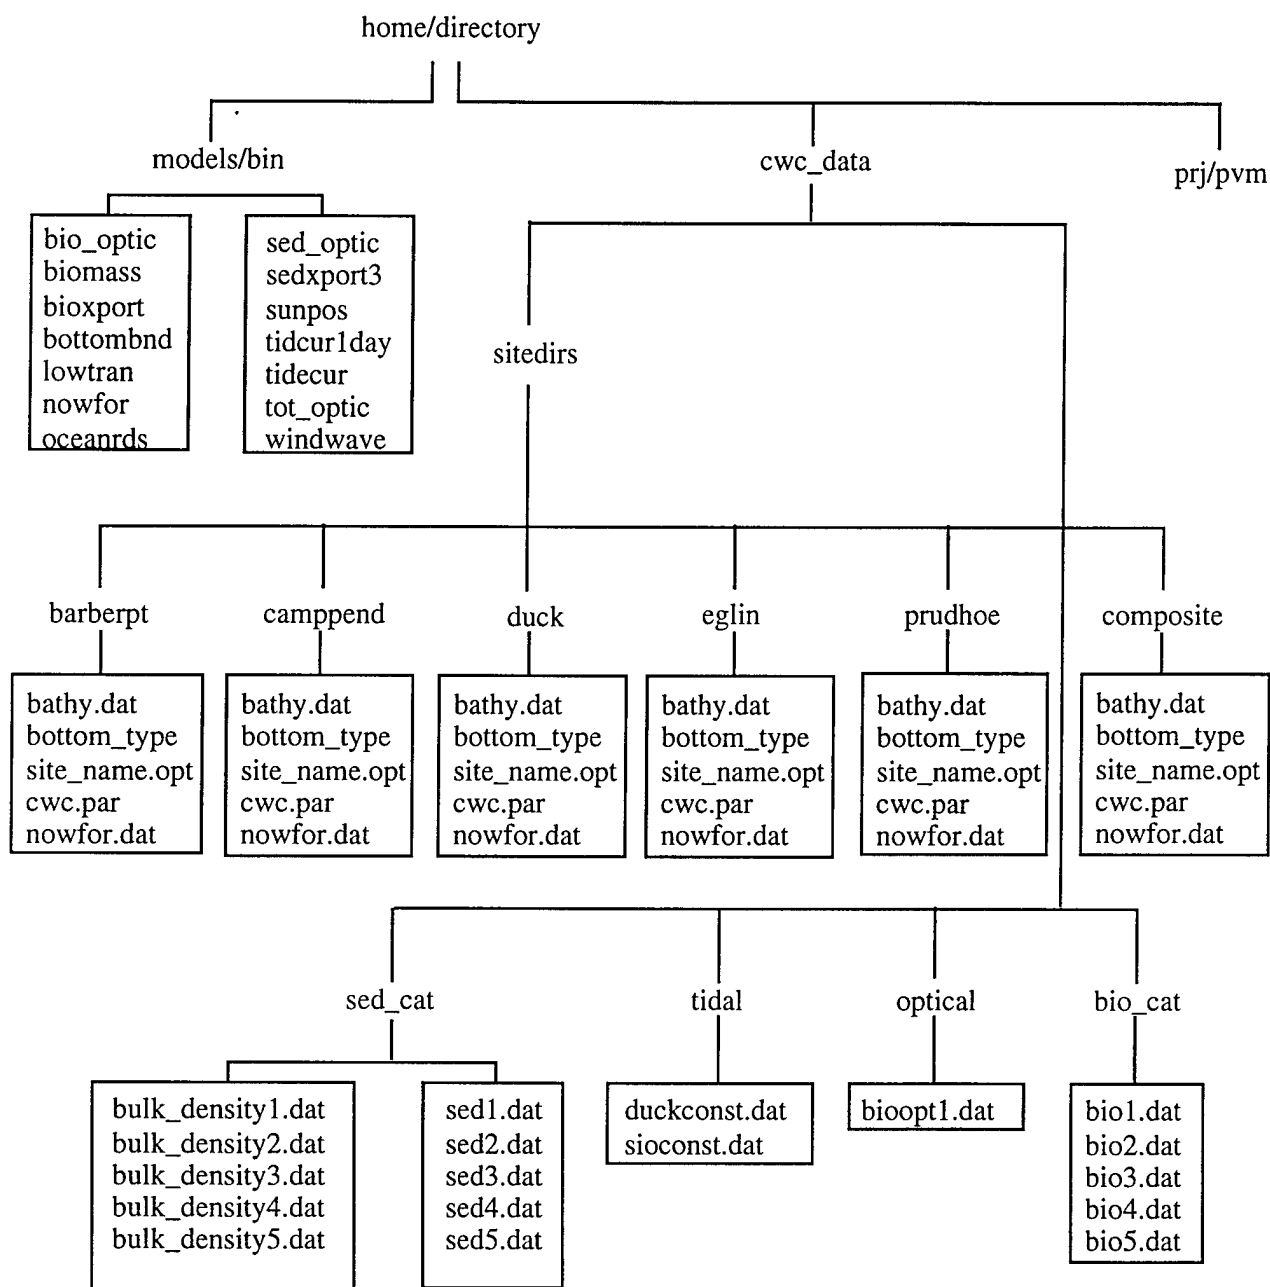 home/directory
models/bin
cwc_data
prj/pvm
bio_optic
biomass
bioxport
bottombnd
lowtran
nowfor
oceanrds
sed_optic
sedxport3
sunpos
tidcur1day
tidecur
tot_optic
windwave
sitedirs
barberpt
camppend
duck
eglin
prudhoe
composite
bathy.dat
bottom_type
site_name.opt
cwc.par
nowfor.dat
bathy.dat
bottom_type
site_name.opt
cwc.par
nowfor.dat
bathy.dat
bottom_type
site_name.opt
cwc.par
nowfor.dat
bathy.dat
bottom_type
site_name.opt
cwc.par
nowfor.dat
bathy.dat
bottom_type
site_name.opt
cwc.par
nowfor.dat
bathy.dat
bottom_type
site_name.opt
cwc.par
nowfor.dat
sed_cat
tidal
optical
bio_cat
bulk_density1.dat
bulk_density2.dat
bulk_density3.dat
bulk_density4.dat
bulk_density5.dat
sed1.dat
sed2.dat
sed3.dat
sed4.dat
sed5.dat
duckconst.dat
sioconst.dat
bioopt1.dat
bio1.dat
bio2.dat
bio3.dat
bio4.dat
bio5.dat